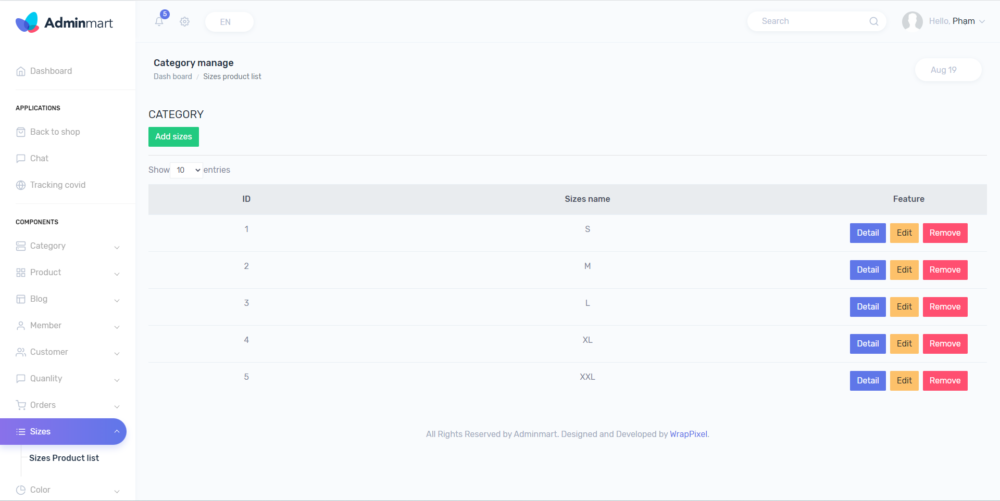 Adminmart
5
EN
Search
Hello, Phạm
Dashboard
APPLICATIONS
Back to shop
Chat
Tracking covid
COMPONENTS
Category
Product
Blog
Member
Customer
Quanlity
Orders
Sizes
Sizes Product list
Color
Category manage
Dash board / Sizes product list
Aug 19
CATEGORY
Add sizes
Show 10 entries
ID Sizes name Feature
1 S Detail Edit Remove
2 M Detail Edit Remove
3 L Detail Edit Remove
4 XL Detail Edit Remove
5 XXL Detail Edit Remove
All Rights Reserved by Adminmart. Designed and Developed by WrapPixel.